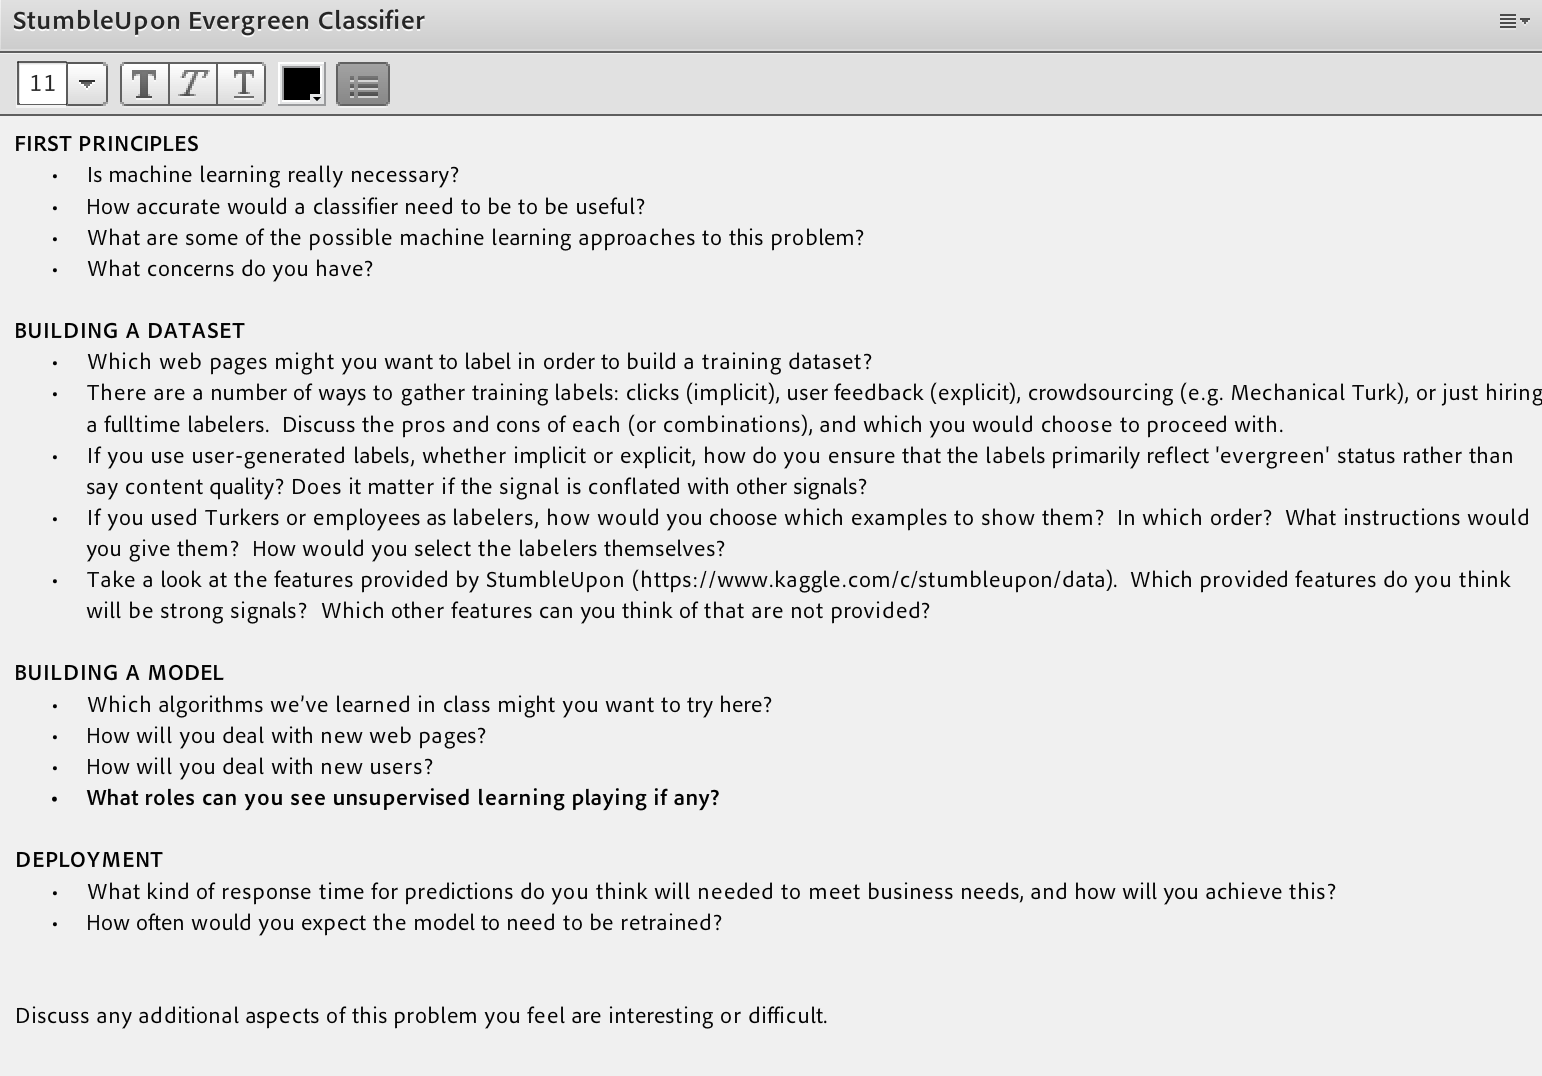 StumbleUpon Evergreen Classifier
11 T T T
FIRST PRINCIPLES
• Is machine learning really necessary?
• How accurate would a classifier need to be to be useful?
• What are some of the possible machine learning approaches to this problem?
• What concerns do you have?
BUILDING A DATASET
• Which web pages might you want to label in order to build a training dataset?
• There are a number of ways to gather training labels: clicks (implicit), user feedback (explicit), crowdsourcing (e.g. Mechanical Turk), or just hiring
a fulltime labelers.  Discuss the pros and cons of each (or combinations), and which you would choose to proceed with.
• If you use user-generated labels, whether implicit or explicit, how do you ensure that the labels primarily reflect 'evergreen' status rather than
say content quality? Does it matter if the signal is conflated with other signals?
• If you used Turkers or employees as labelers, how would you choose which examples to show them?  In which order?  What instructions would
you give them?  How would you select the labelers themselves?
• Take a look at the features provided by StumbleUpon (https://www.kaggle.com/c/stumbleupon/data).  Which provided features do you think
will be strong signals?  Which other features can you think of that are not provided?
BUILDING A MODEL
• Which algorithms we’ve learned in class might you want to try here?
• How will you deal with new web pages?
• How will you deal with new users?
• What roles can you see unsupervised learning playing if any?
DEPLOYMENT
• What kind of response time for predictions do you think will needed to meet business needs, and how will you achieve this?
• How often would you expect the model to need to be retrained?
Discuss any additional aspects of this problem you feel are interesting or difficult.